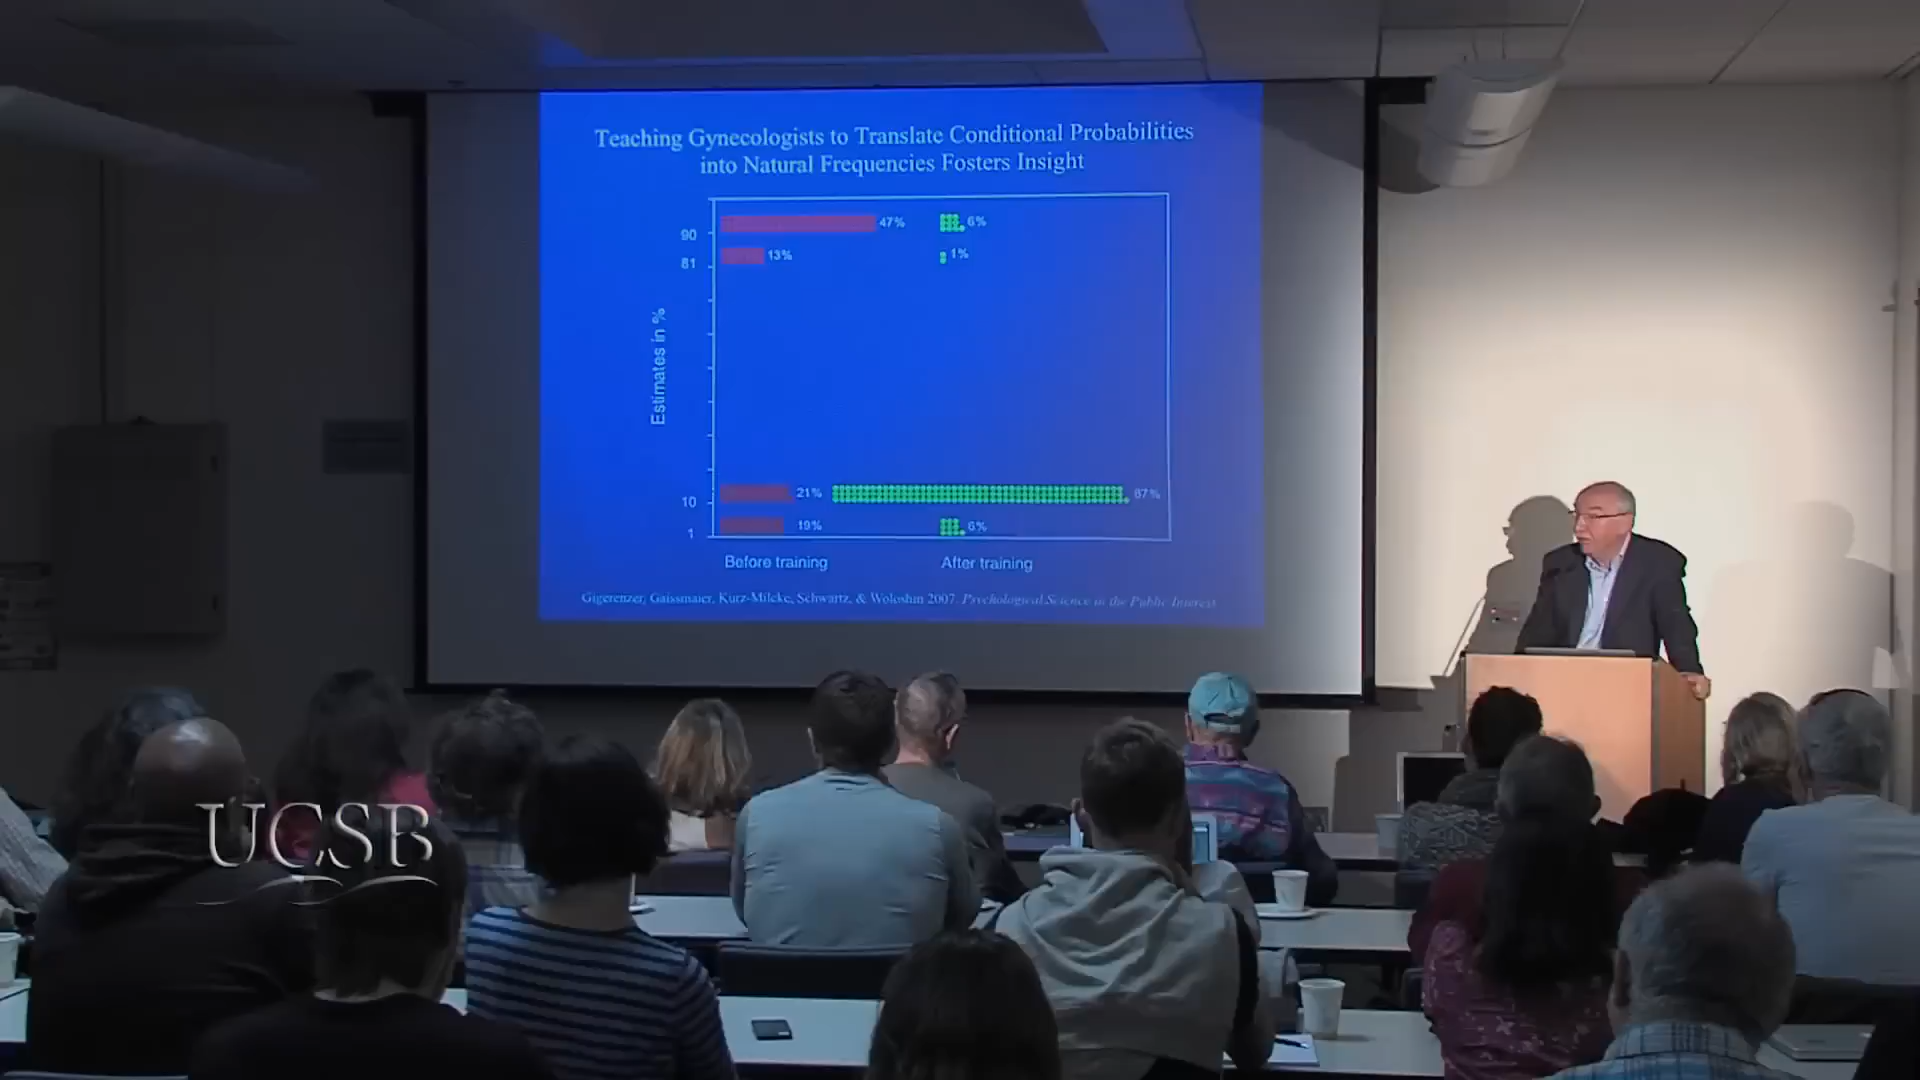 Teaching Gynecologists to Translate Conditional Probabilities
into Natural Frequencies Fosters Insight
47%
6%
90
13%
1%
81
Estimates in %
21%
87%
10
19%
6%
1
Before training
After training
Gigerenzer, Gaissmaier, Kurz-Milcke, Schwartz, & Woloshin 2007. Psychological Science in the Public Interest
UCSB